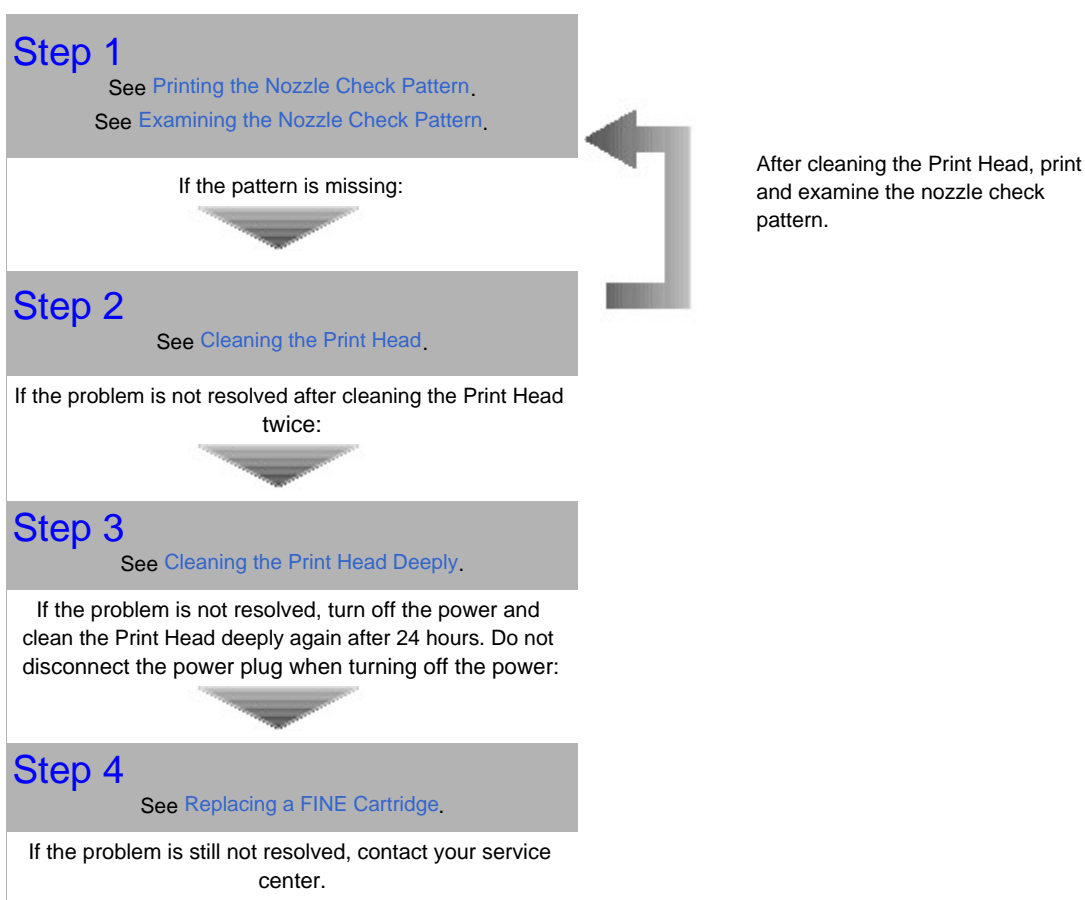 Step 1
See Printing the Nozzle Check Pattern.
See Examining the Nozzle Check Pattern.
If the pattern is missing:
After cleaning the Print Head, print
and examine the nozzle check
pattern.
Step 2
See Cleaning the Print Head.
If the problem is not resolved after cleaning the Print Head
twice:
Step 3
See Cleaning the Print Head Deeply.
If the problem is not resolved, turn off the power and
clean the Print Head deeply again after 24 hours. Do not
disconnect the power plug when turning off the power:
Step 4
See Replacing a FINE Cartridge.
If the problem is still not resolved, contact your service
center.